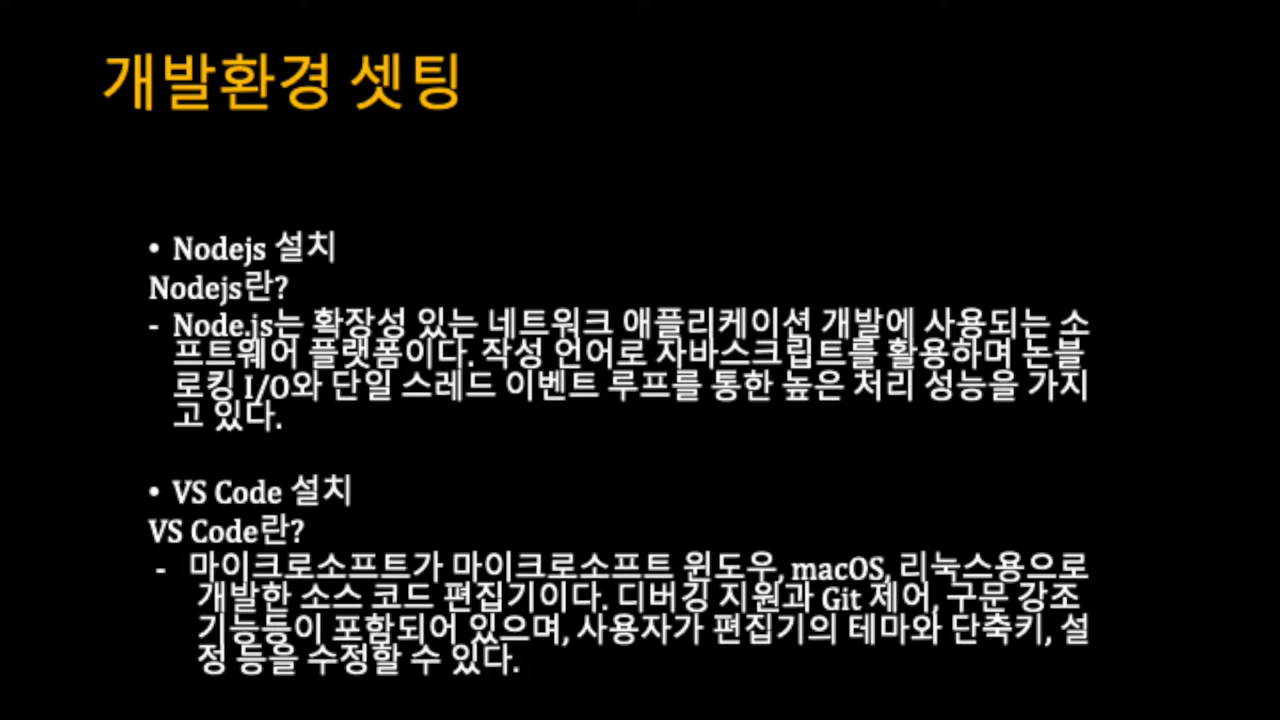 개발환경 셋팅
• Nodejs 설치
Nodejs란?
- Node.js는 확장성 있는 네트워크 애플리케이션 개발에 사용되는 소
프트웨어 플랫폼이다. 작성 언어로 자바스크립트를 활용하며 논블
로킹 I/O와 단일 스레드 이벤트 루프를 통한 높은 처리 성능을 가지
고 있다.
• VS Code 설치
VS Code란?
- 마이크로소프트가 마이크로소프트 윈도우, macOS, 리눅스용으로
개발한 소스 코드 편집기이다. 디버깅 지원과 Git 제어, 구문 강조
기능등이 포함되어 있으며, 사용자가 편집기의 테마와 단축키, 설
정 등을 수정할 수 있다.